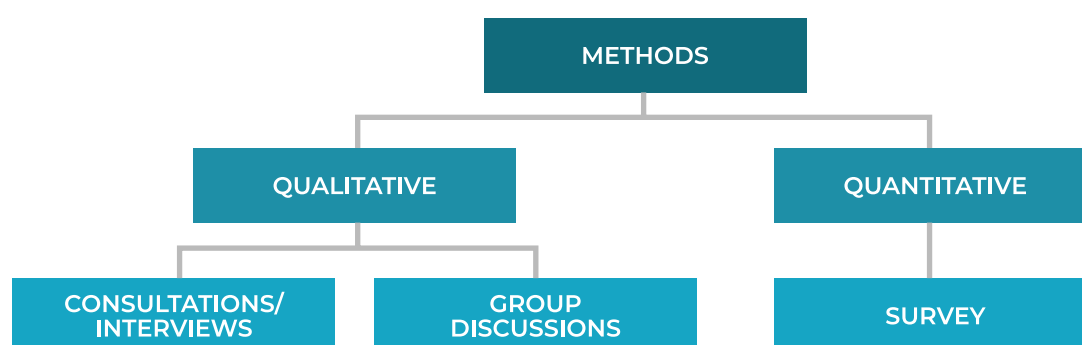 METHODS
QUALITATIVE
QUANTITATIVE
CONSULTATIONS/
INTERVIEWS
GROUP
DISCUSSIONS
SURVEY